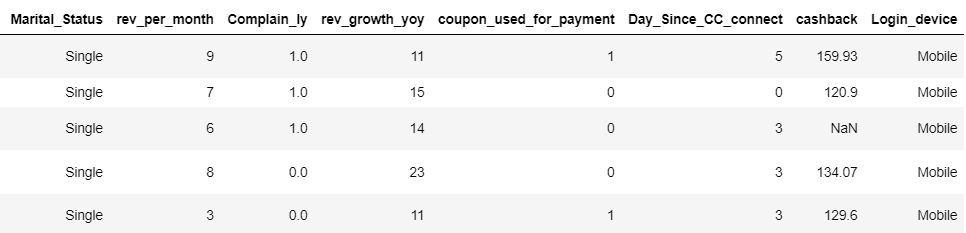 Marital_Status rev_per_month Complain_ly rev_growth_yoy coupon_used_for_payment Day_Since_CC_connect cashback Login_device
Single 9 1.0 11 1 5 159.93 Mobile
Single 7 1.0 15 0 0 120.9 Mobile
Single 6 1.0 14 0 3 NaN Mobile
Single 8 0.0 23 0 3 134.07 Mobile
Single 3 0.0 11 1 3 129.6 Mobile